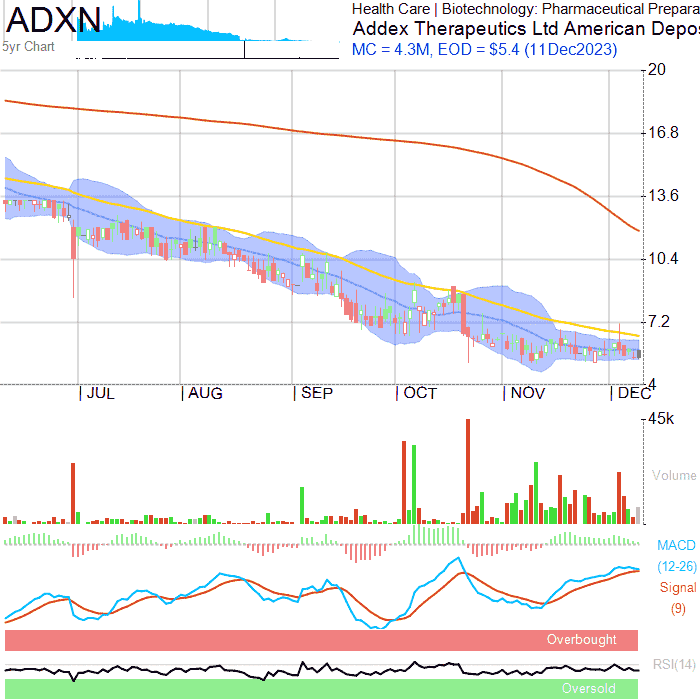 ADXN
5yr Chart
Health Care | Biotechnology: Pharmaceutical Prepara
Addex Therapeutics Ltd American Depos
MC = 4.3M, EOD = $5.4 (11Dec2023)
20
16.8
13.6
10.4
7.2
4
JUL
AUG
SEP
OCT
NOV
DEC
45k
Volume
MACD
(12-26)
Signal
(9)
Overbought
RSI(14)
Oversold